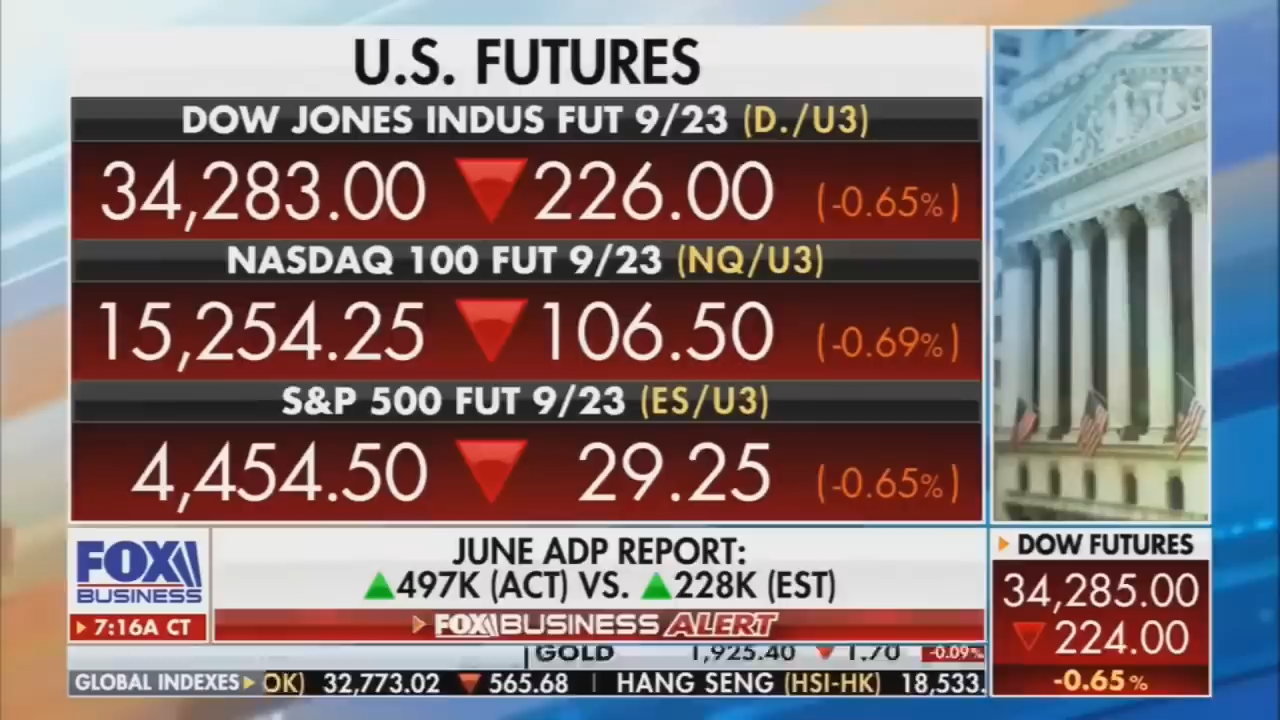 U.S. FUTURES
DOW JONES INDUS FUT 9/23 (D./U3)
34,283.00 226.00 (-0.65%)
NASDAQ 100 FUT 9/23 (NQ/U3)
15,254.25 106.50 (-0.69%)
S&P 500 FUT 9/23 (ES/U3)
4,454.50 29.25 (-0.65%)
FOX
BUSINESS
7:16A CT
JUNE ADP REPORT:
497K (ACT) VS. 228K (EST)
FOX BUSINESS ALERT
DOW FUTURES
34,285.00
224.00
-0.65%
GOLD 1,925.40 1.70 -0.09%
GLOBAL INDEXES OK) 32,773.02 565.68 | HANG SENG (HSI-HK) 18,533.